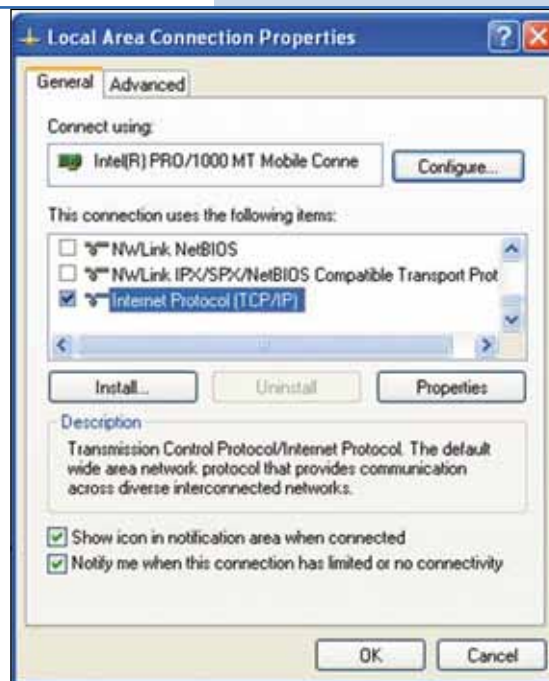 Local Area Connection Properties
General Advanced
Connect using:
Intel(R) PRO/1000 MT Mobile Conne
Configure...
This connection uses the following items:
NWLink NetBIOS
NWLink IPX/SPX/NetBIOS Compatible Transport Prot
Internet Protocol (TCP/IP)
Install... Uninstall Properties
Description
Transmission Control Protocol/Internet Protocol. The default
wide area network protocol that provides communication
across diverse interconnected networks.
Show icon in notification area when connected
Notify me when this connection has limited or no connectivity
OK Cancel